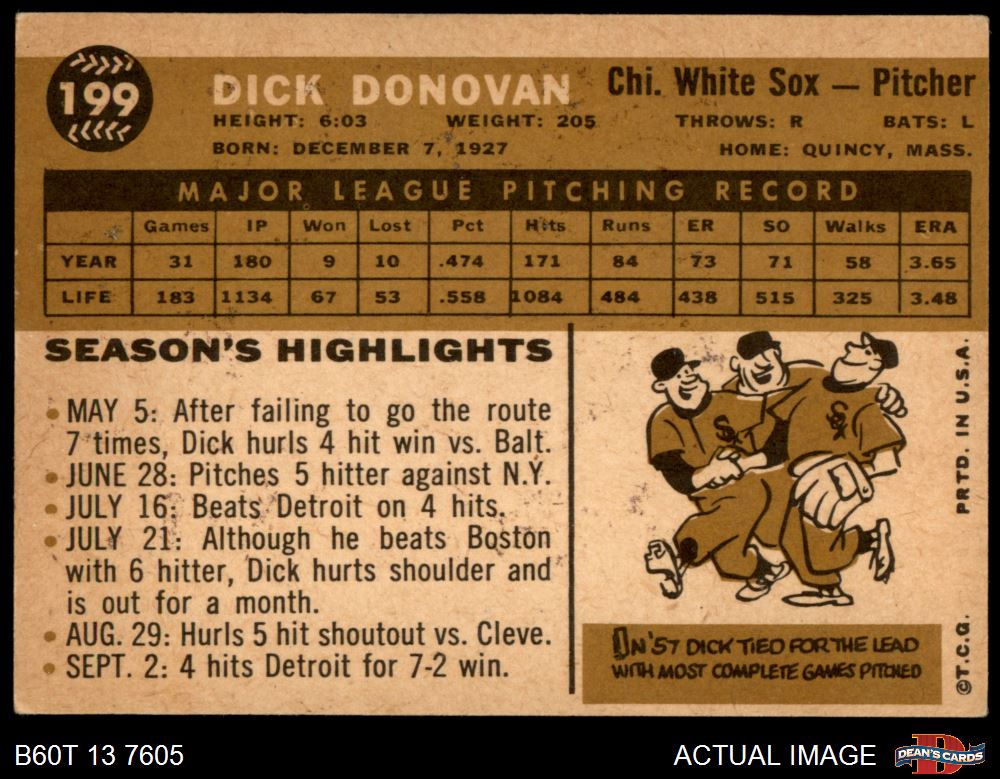 199
DICK DONOVAN
Chi. White Sox — Pitcher
HEIGHT: 6:03 WEIGHT: 205 THROWS: R BATS: L
BORN: DECEMBER 7, 1927 HOME: QUINCY, MASS.
MAJOR LEAGUE PITCHING RECORD
Games IP Won Lost Pct Hits Runs ER SO Walks ERA
YEAR 31 180 9 10 .474 171 84 73 71 58 3.65
LIFE 183 1134 67 53 .558 1084 484 438 515 325 3.48
SEASON'S HIGHLIGHTS
• MAY 5: After failing to go the route
7 times, Dick hurls 4 hit win vs. Balt.
• JUNE 28: Pitches 5 hitter against N.Y.
• JULY 16: Beats Detroit on 4 hits.
• JULY 21: Although he beats Boston
with 6 hitter, Dick hurts shoulder and
is out for a month.
• AUG. 29: Hurls 5 hit shoutout vs. Cleve.
• SEPT. 2: 4 hits Detroit for 7-2 win.
SOX
SOX
IN '57 DICK TIED FOR THE LEAD
WITH MOST COMPLETE GAMES PITCHED
PRTD. IN U.S.A.
©T.C.G.
B60T 13 7605
ACTUAL IMAGE
DEAN'S CARDS